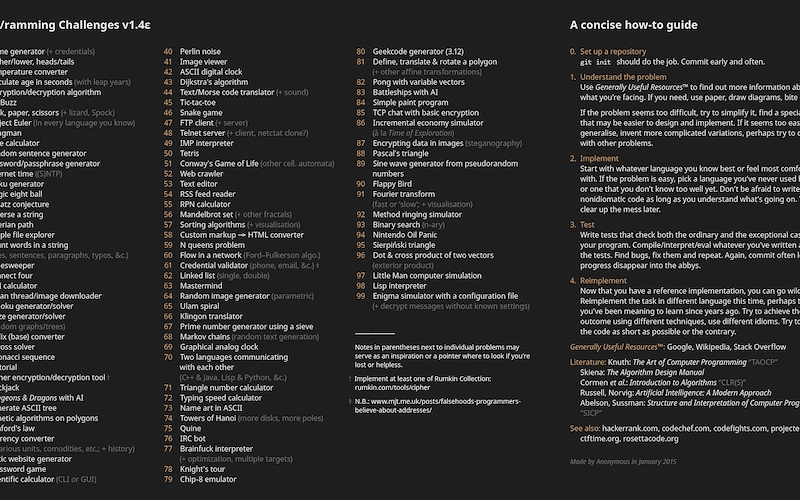 /ramming Challenges v1.4ε
me generator (+ credentials)
her/lower, heads/tails
mperature converter
culate age in seconds (with leap years)
ryption/decryption algorithm
Buzz
k, paper, scissors (+ lizard, Spock)
ject Euler (in every language you know)
ngman
e calculator
dom sentence generator
sword/passphrase generator
ernet time ((S)NTP)
ku generator
gic eight ball
atz conjecture
erse a string
erian path
ple file explorer
unt words in a string
es, sentences, paragraphs, typos, &c.)
esweeper
nect four
I calculator
an thread/image downloader
oku generator/solver
ze generator/solver
dom graphs/trees)
ix (base) converter
ross solver
onacci sequence
torial
her encryption/decryption tool †
ckjack
ngeons & Dragons with AI
erate ASCII tree
netic algorithms on polygons
nford's law
rency converter
arious units, comodities, etc.; + history)
tic website generator
ssword game
entific calculator (CLI or GUI)
40 Perlin noise
41 Image viewer
42 ASCII digital clock
43 Dijkstra's algorithm
44 Text/Morse code translator (+ sound)
45 Tic-tac-toe
46 Snake game
47 FTP client (+ server)
48 Telnet server (+ client, netctat clone?)
49 IMP interpreter
50 Tetris
51 Conway's Game of Life (other cell. automata)
52 Web crawler
53 Text editor
54 RSS feed reader
55 RPN calculator
56 Mandelbrot set (+ other fractals)
57 Sorting algorithms (+ visualisation)
58 Custom markup → HTML converter
59 N queens problem
60 Flow in a network (Ford–Fulkerson algo.)
61 Credential validator (phone, email, &c.) ‡
62 Linked list (single, double)
63 Mastermind
64 Random image generator (parametric)
65 Ulam spiral
66 Klingon translator
67 Prime number generator using a sieve
68 Markov chains (random text generation)
69 Graphical analog clock
70 Two languages communicating
with each other
(C++ & Java, Lisp & Python, &c.)
71 Triangle number calculator
72 Typing speed calculator
73 Name art in ASCII
74 Towers of Hanoi (more disks, more poles)
75 Quine
76 IRC bot
77 Brainfuck interpreter
(+ optimization, multiple targets)
78 Knight's tour
79 Chip-8 emulator
80 Geekcode generator (3.12)
81 Define, translate & rotate a polygon
(+ other affine transformations)
82 Pong with variable vectors
83 Battleships with AI
84 Simple paint program
85 TCP chat with basic encryption
86 Incremental economy simulator
(à la Time of Exploration)
87 Encrypting data in images (steganography)
88 Pascal's triangle
89 Sine wave generator from pseudorandom
numbers
90 Flappy Bird
91 Fourier transform
(fast or 'slow'; + visualisation)
92 Method ringing simulator
93 Binary search (n-ary)
94 Nintendo Oil Panic
95 Sierpiński triangle
96 Dot & cross product of two vectors
(exterior product)
97 Little Man computer simulation
98 Lisp interpreter
99 Enigma simulator with a configuration file
(+ decrypt messages without known settings)
Notes in parentheses next to individual problems may
serve as an inspiration or a pointer where to look if you're
lost or helpless.
† Implement at least one of Rumkin Collection:
rumkin.com/tools/cipher
‡ N.B.: www.mjt.me.uk/posts/falsehoods-programmers-
believe-about-addresses/
A concise how-to guide
0. Set up a repository
git init should do the job. Commit early and often.
1. Understand the problem
Use Generally Useful Resources™ to find out more information ab
what you're facing. If you need, use paper, draw diagrams, bite
If the problem seems too difficult, try to simplify it, find a specia
that may be easier to design and implement. If it seems too eas
generalise, invent more complicated variations, perhaps try to c
with other problems.
2. Implement
Start with whatever language you know best or feel most comfo
with. If the problem is easy, pick a language you've never used l
or one that you don't know too well yet. Don't be afraid to write
nonidiomatic code as long as you understand what's going on.
clear up the mess later.
3. Test
Write tests that check both the ordinary and the exceptional cas
your program. Compile/interpret/eval whatever you've written a
the tests. Find bugs, fix them and repeat. Again, commit often lo
progress disappear into the abbys.
4. Reimplement
Now that you have a reference implementation, you can go wild
Reimplement the task in different language this time, perhaps t
you've been meaning to learn since years ago. Try to achieve the
outcome using different techniques, use different idioms. Try to
the code as short as possible or the contrary.
Generally Useful Resources™: Google, Wikipedia, Stack Overflow
Literature: Knuth: The Art of Computer Programming "TAOCP"
Skiena: The Algorithm Design Manual
Cormen et al.: Introduction to Algorithms "CLR(S)"
Russell, Norvig: Artificial Intelligence: A Modern Approach
Abelson, Sussman: Structure and Interpretation of Computer Prog
"SICP"
See also: hackerrank.com, codechef.com, codefights.com, projecte
ctftime.org, rosettacode.org
Made by Anonymous in January 2015